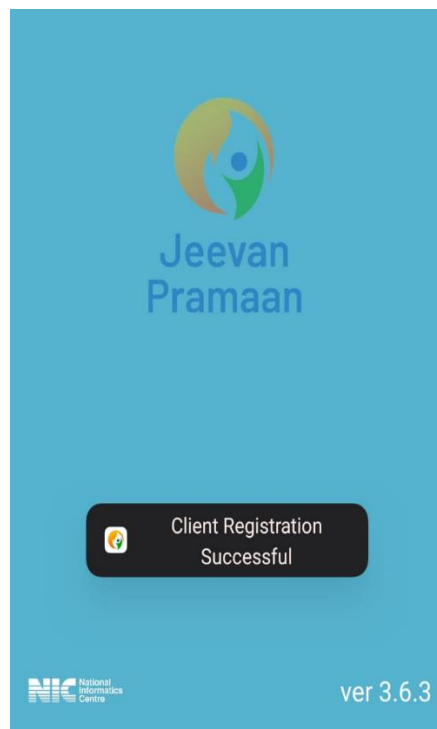 Jeevan
Pramaan
Client Registration
Successful
NIC
National
Informatics
Centre
ver 3.6.3